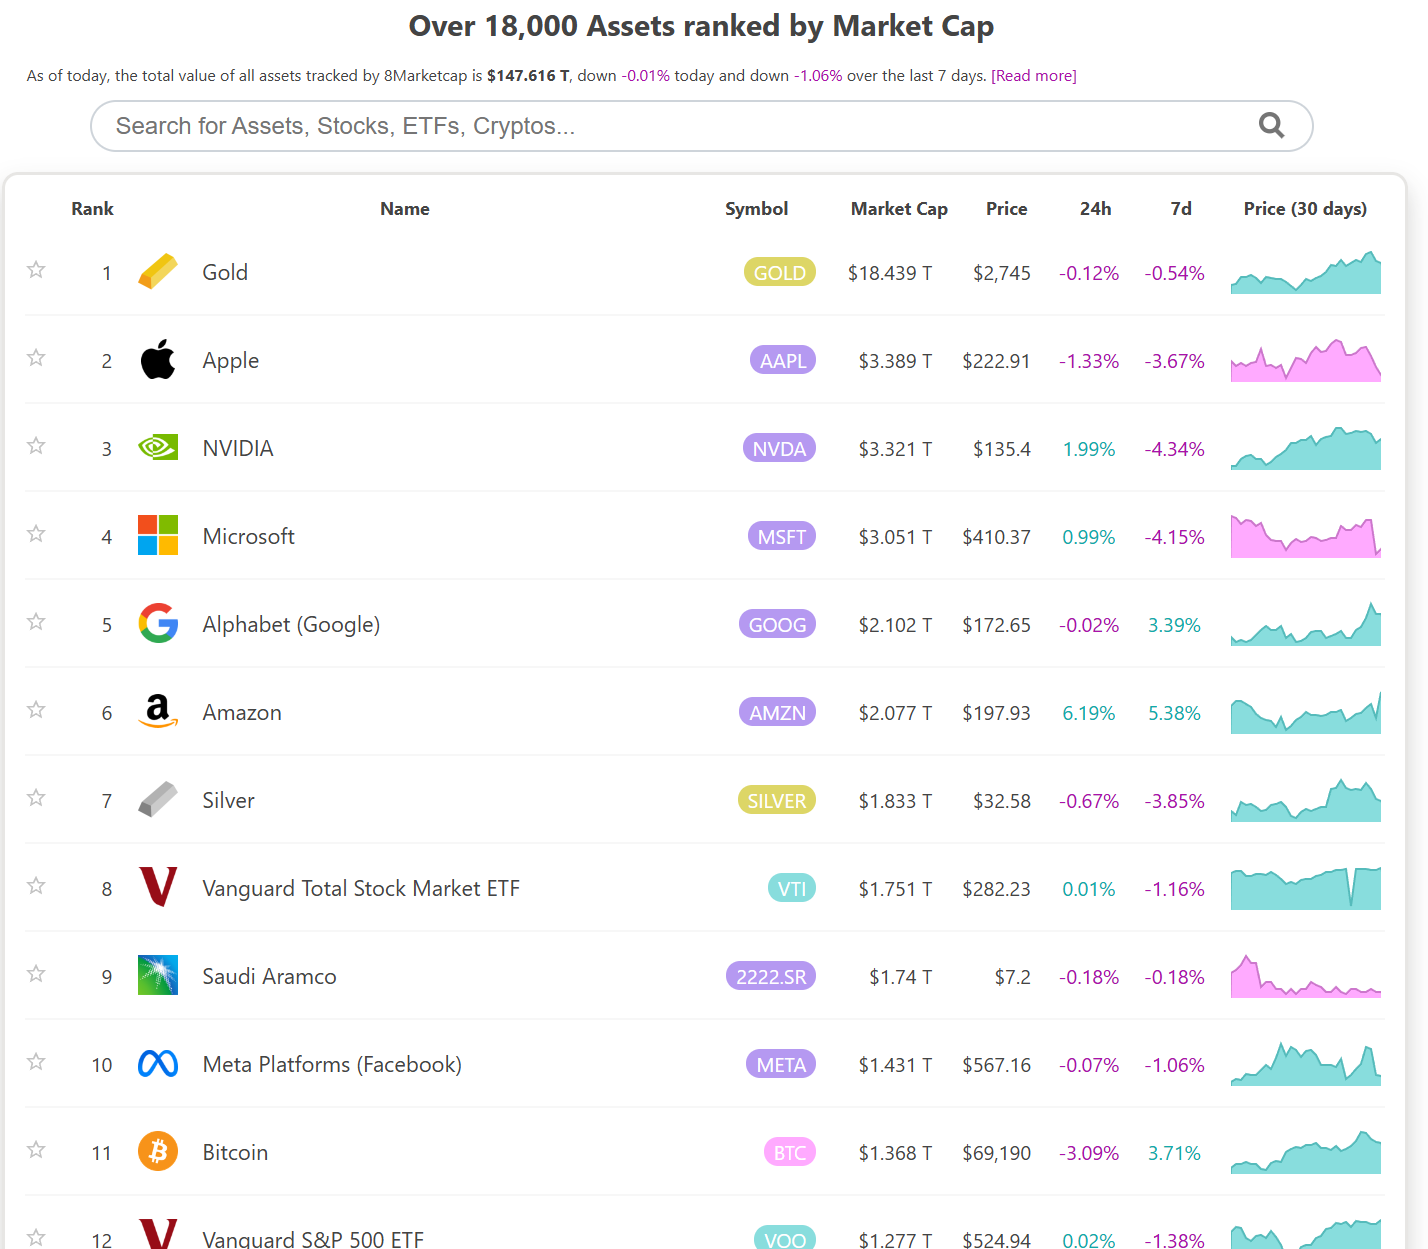 Over 18,000 Assets ranked by Market Cap
As of today, the total value of all assets tracked by 8Marketcap is $147.616 T, down -0.01% today and down -1.06% over the last 7 days. [Read more]
Search for Assets, Stocks, ETFs, Cryptos...
Rank Name Symbol Market Cap Price 24h 7d Price (30 days)
1 Gold GOLD $18.439 T $2,745 -0.12% -0.54%
2 Apple AAPL $3.389 T $222.91 -1.33% -3.67%
3 NVIDIA NVDA $3.321 T $135.4 1.99% -4.34%
4 Microsoft MSFT $3.051 T $410.37 0.99% -4.15%
5 Alphabet (Google) GOOG $2.102 T $172.65 -0.02% 3.39%
6 Amazon AMZN $2.077 T $197.93 6.19% 5.38%
7 Silver SILVER $1.833 T $32.58 -0.67% -3.85%
8 Vanguard Total Stock Market ETF VTI $1.751 T $282.23 0.01% -1.16%
9 Saudi Aramco 2222.SR $1.74 T $7.2 -0.18% -0.18%
10 Meta Platforms (Facebook) META $1.431 T $567.16 -0.07% -1.06%
11 Bitcoin BTC $1.368 T $69,190 -3.09% 3.71%
12 Vanguard S&P 500 ETF VOO $1.277 T $524.94 0.02% -1.38%